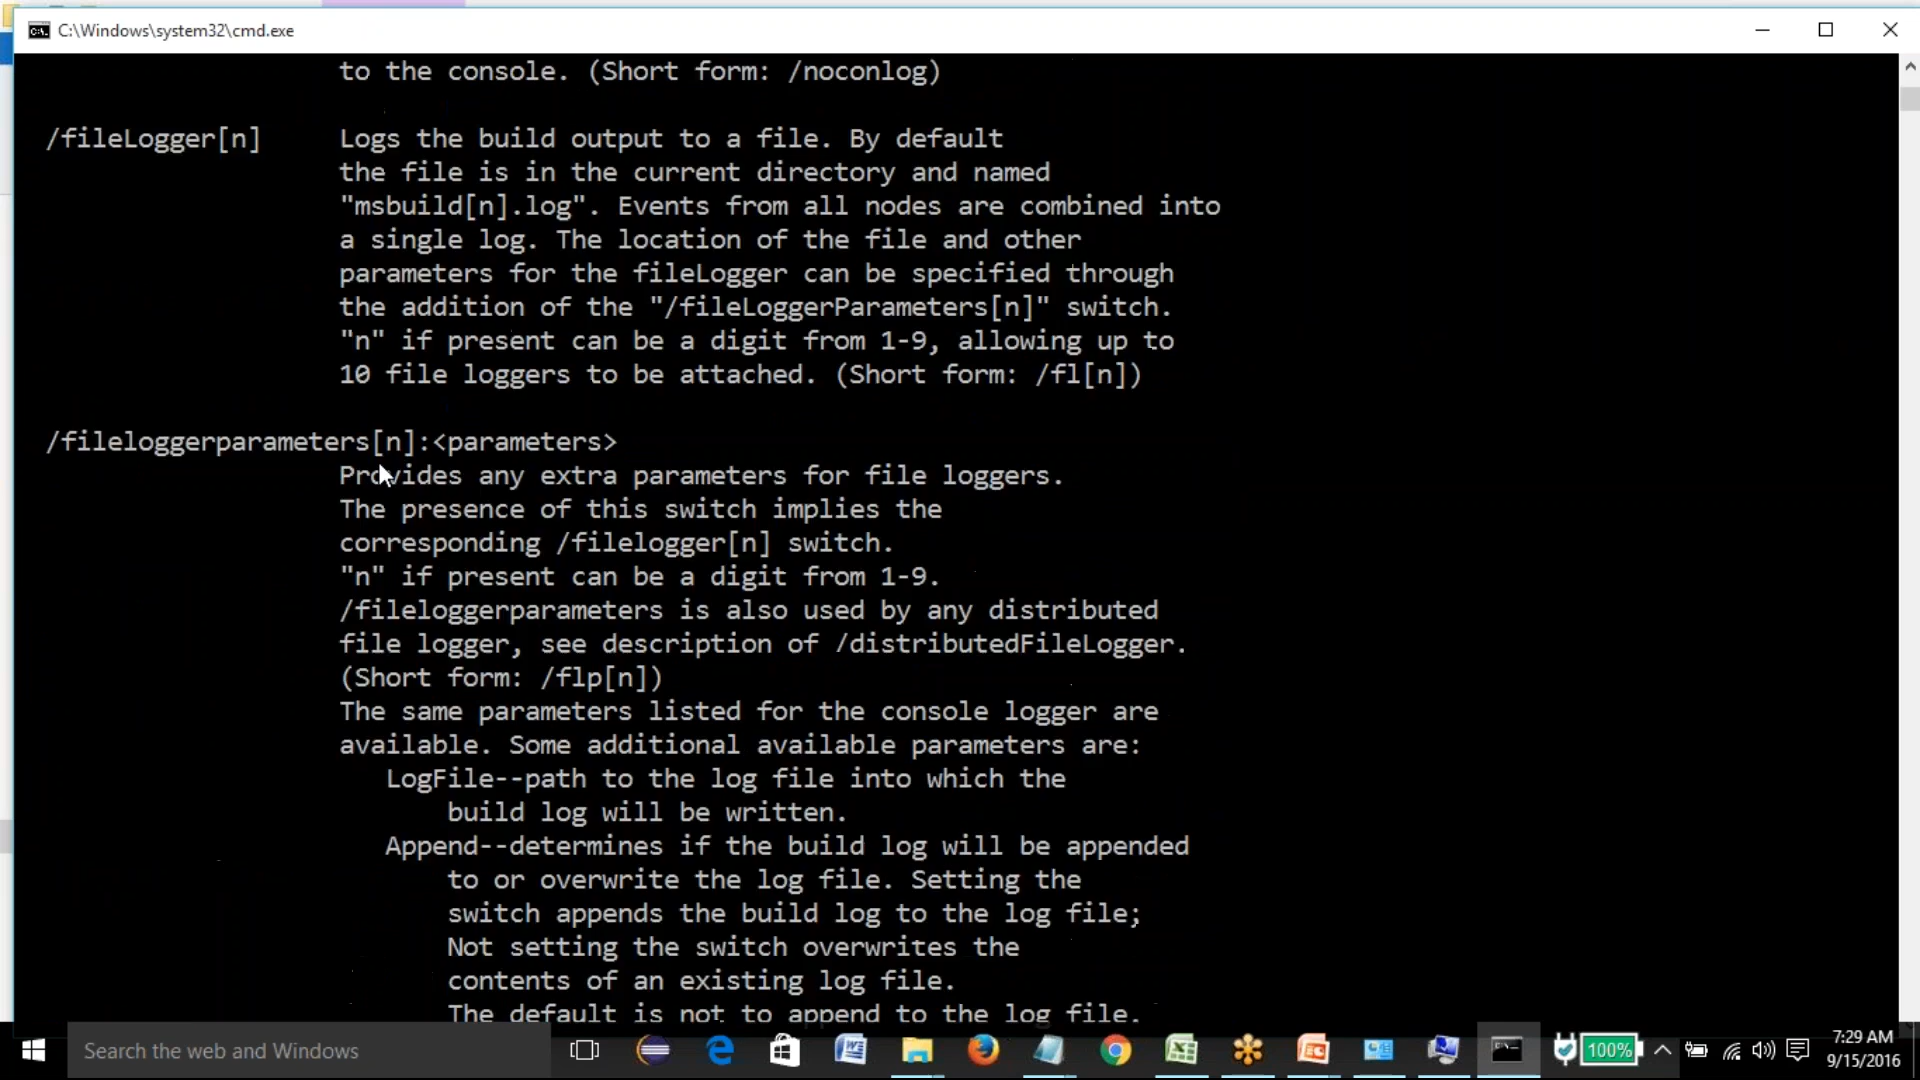 C:\Windows\system32\cmd.exe
to the console. (Short form: /noconlog)
/fileLogger[n] Logs the build output to a file. By default
the file is in the current directory and named
"msbuild[n].log". Events from all nodes are combined into
a single log. The location of the file and other
parameters for the fileLogger can be specified through
the addition of the "/fileLoggerParameters[n]" switch.
"n" if present can be a digit from 1-9, allowing up to
10 file loggers to be attached. (Short form: /fl[n])
/fileloggerparameters[n]:<parameters>
Provides any extra parameters for file loggers.
The presence of this switch implies the
corresponding /filelogger[n] switch.
"n" if present can be a digit from 1-9.
/fileloggerparameters is also used by any distributed
file logger, see description of /distributedFileLogger.
(Short form: /flp[n])
The same parameters listed for the console logger are
available. Some additional available parameters are:
LogFile--path to the log file into which the
build log will be written.
Append--determines if the build log will be appended
to or overwrite the log file. Setting the
switch appends the build log to the log file;
Not setting the switch overwrites the
contents of an existing log file.
The default is not to append to the log file.
Search the web and Windows
100%
7:29 AM
9/15/2016